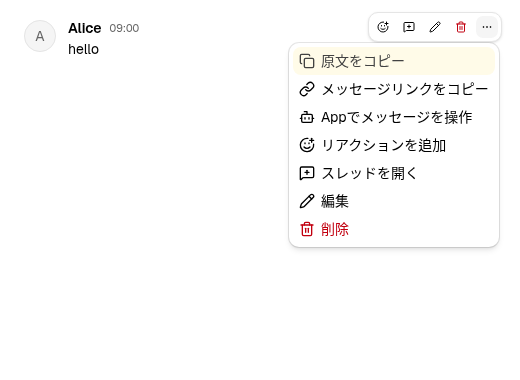 A
Alice 09:00
hello
原文をコピー
メッセージリンクをコピー
Appでメッセージを操作
リアクションを追加
スレッドを開く
編集
削除